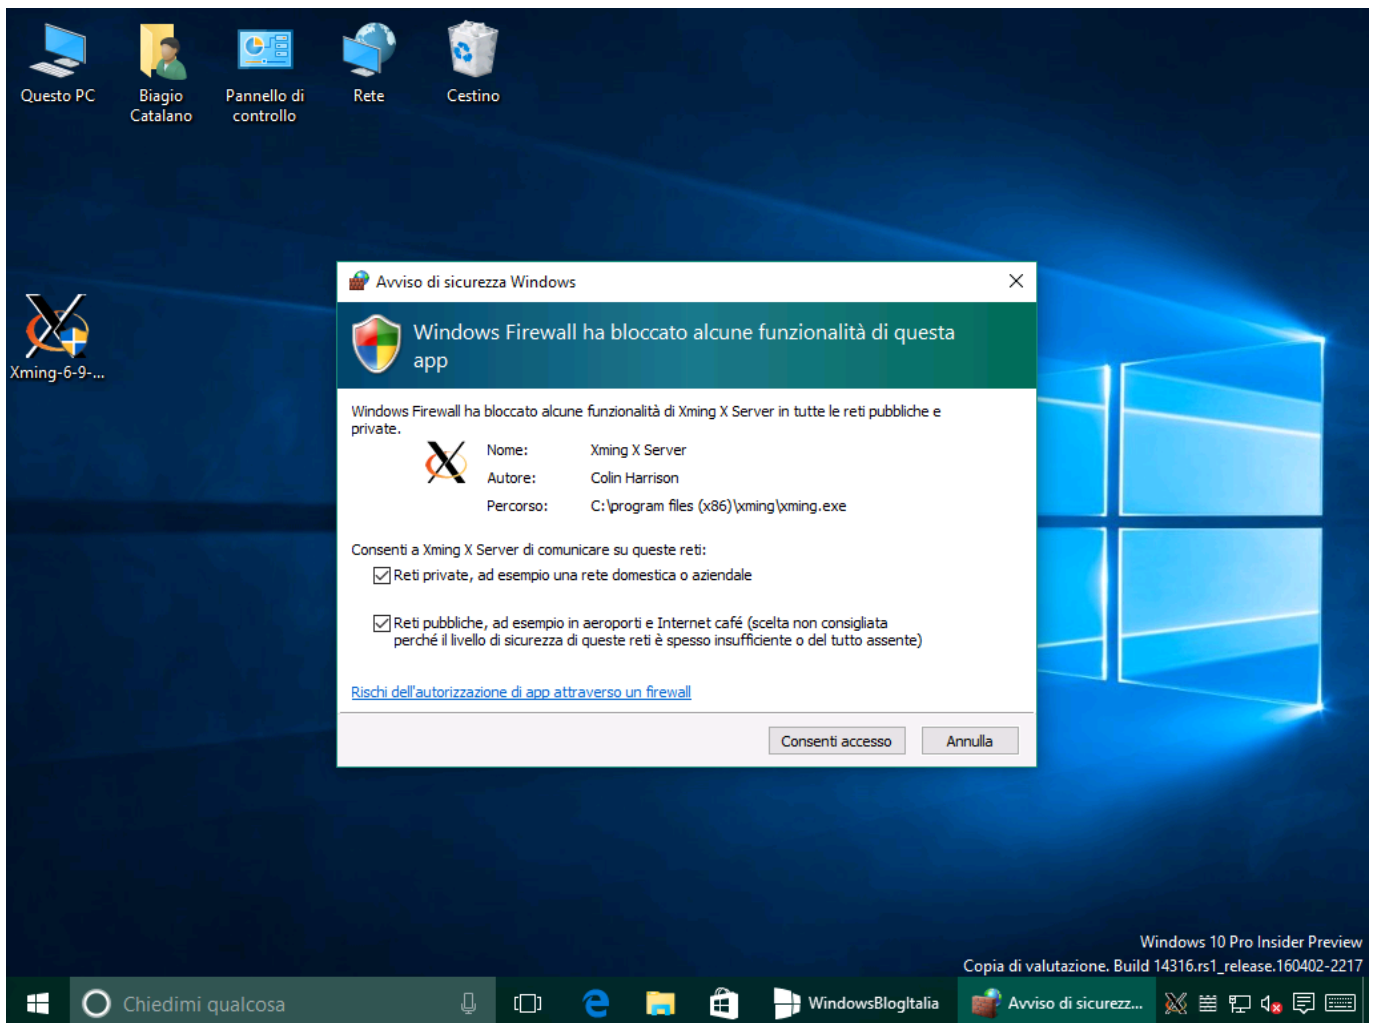 Questo PC
Biagio
Catalano
Pannello di
controllo
Rete
Cestino
Xming-6-9-...
Avviso di sicurezza Windows
Windows Firewall ha bloccato alcune funzionalità di questa
app
Windows Firewall ha bloccato alcune funzionalità di Xming X Server in tutte le reti pubbliche e
private.
Nome: Xming X Server
Autore: Colin Harrison
Percorso: C:\program files (x86)\xming\xming.exe
Consenti a Xming X Server di comunicare su queste reti:
Reti private, ad esempio una rete domestica o aziendale
Reti pubbliche, ad esempio in aeroporti e Internet café (scelta non consigliata
perché il livello di sicurezza di queste reti è spesso insufficiente o del tutto assente)
Rischi dell'autorizzazione di app attraverso un firewall
Consenti accesso
Annulla
Windows 10 Pro Insider Preview
Copia di valutazione. Build 14316.rs1_release.160402-2217
Chiedimi qualcosa
WindowsBlogItalia
Avviso di sicurezz...